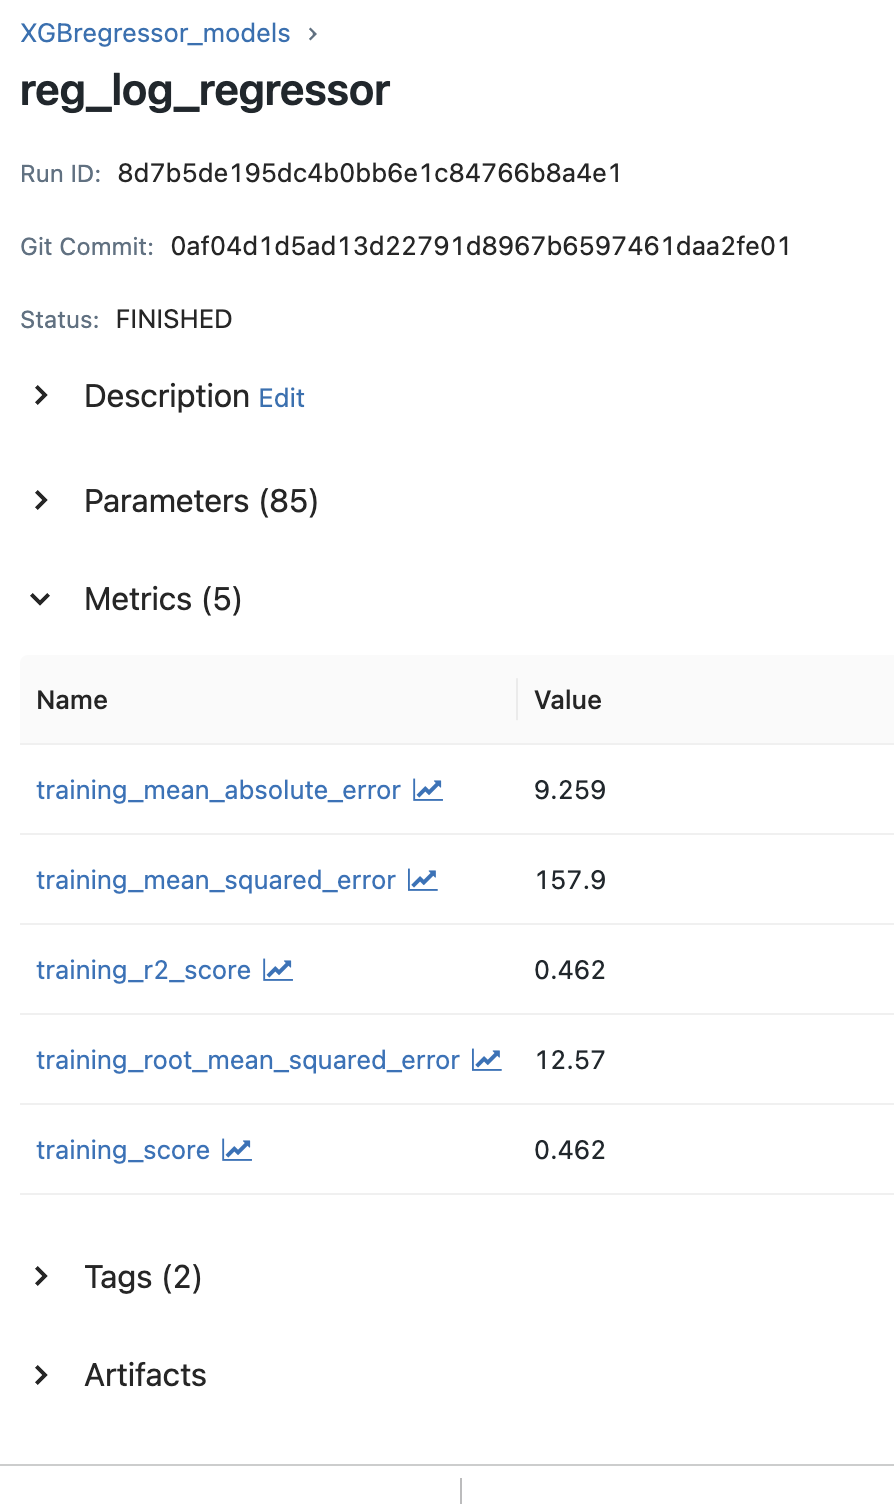 XGBregressor_models >
reg_log_regressor
Run ID: 8d7b5de195dc4b0bb6e1c84766b8a4e1
Git Commit: 0af04d1d5ad13d22791d8967b6597461daa2fe01
Status: FINISHED
Description Edit
Parameters (85)
Metrics (5)
Name Value
training_mean_absolute_error 9.259
training_mean_squared_error 157.9
training_r2_score 0.462
training_root_mean_squared_error 12.57
training_score 0.462
Tags (2)
Artifacts